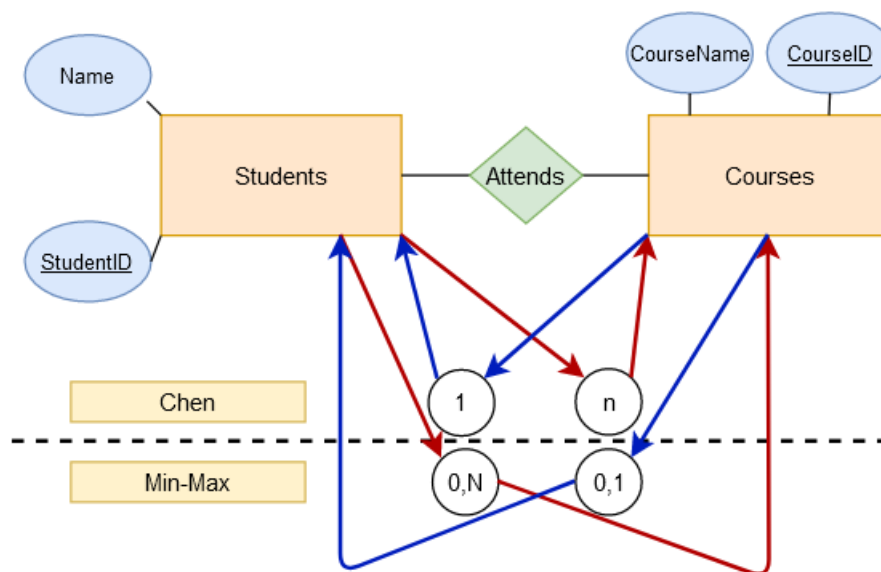 Name
CourseName
CourseID
Students
Attends
Courses
StudentID
Chen
1
n
Min-Max
0,N
0,1